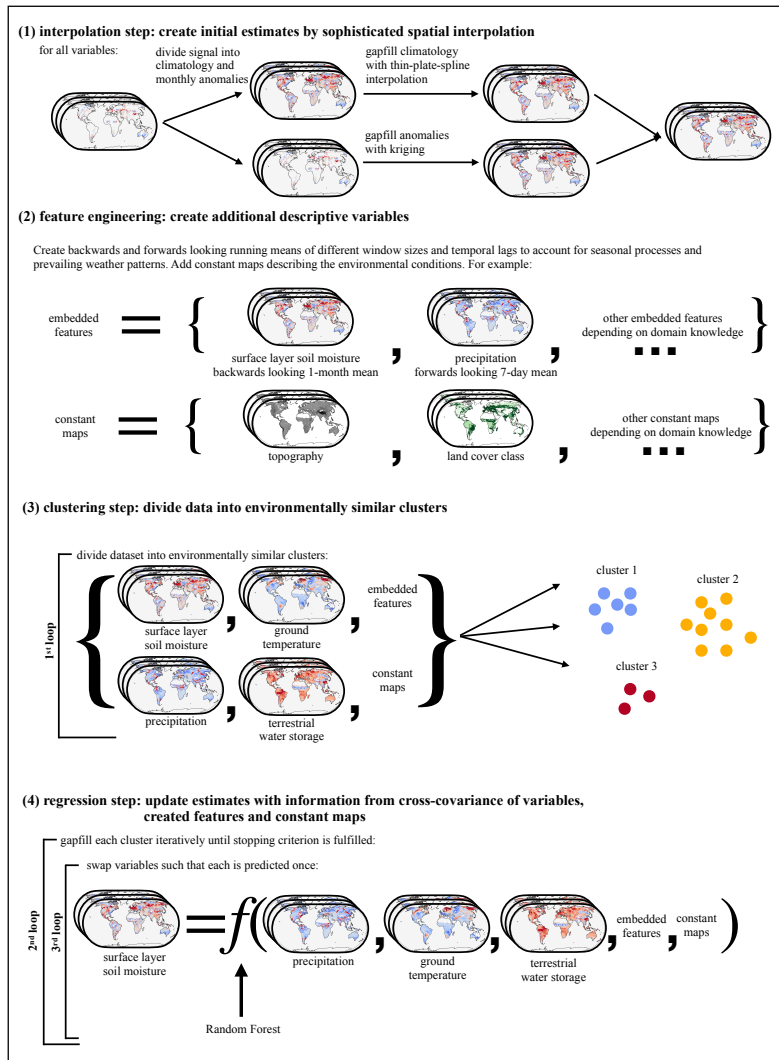 (1) interpolation step: create initial estimates by sophisticated spatial interpolation
for all variables:
divide signal into
climatology and
monthly anomalies
gapfill climatology
with thin-plate-spline
interpolation
gapfill anomalies
with kriging
(2) feature engineering: create additional descriptive variables
Create backwards and forwards looking running means of different window sizes and temporal lags to account for seasonal processes and
prevailing weather patterns. Add constant maps describing the environmental conditions. For example:
embedded
features
= { , , ... }
surface layer soil moisture
backwards looking 1-month mean
precipitation
forwards looking 7-day mean
other embedded features
depending on domain knowledge
constant
maps
= { , , ... }
topography
land cover class
other constant maps
depending on domain knowledge
(3) clustering step: divide data into environmentally similar clusters
1st loop
divide dataset into environmentally similar clusters:
{ , , , , }
surface layer
soil moisture
ground
temperature
embedded
features
precipitation
terrestrial
water storage
constant
maps
cluster 1
cluster 2
cluster 3
(4) regression step: update estimates with information from cross-covariance of variables,
created features and constant maps
2nd loop
gapfill each cluster iteratively until stopping criterion is fulfilled:
3rd loop
swap variables such that each is predicted once:
surface layer
soil moisture
= f( , , , , )
precipitation
ground
temperature
terrestrial
water storage
embedded
features
constant
maps
Random Forest